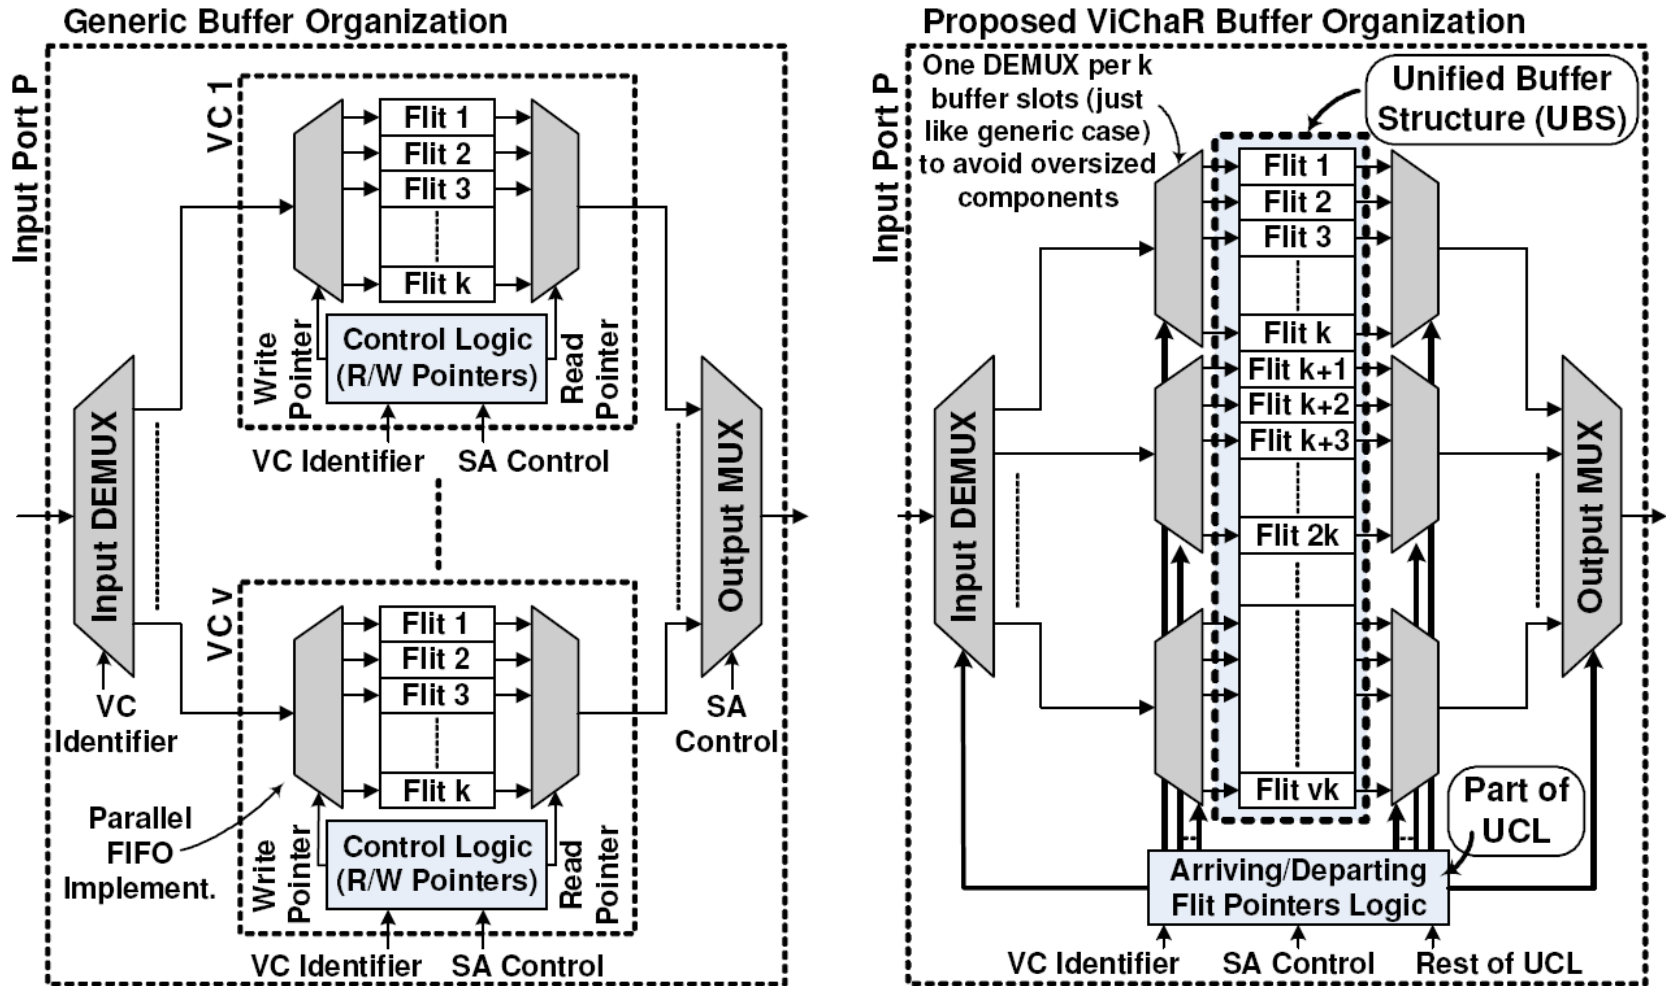 Generic Buffer Organization
Input Port P
VC 1
Flit 1
Flit 2
Flit 3
Flit k
Write
Pointer
Control Logic
(R/W Pointers)
Read
Pointer
VC Identifier
SA Control
Input DEMUX
Output MUX
VC
Identifier
SA
Control
VC v
Flit 1
Flit 2
Flit 3
Flit k
Parallel
FIFO
Implement.
Write
Pointer
Control Logic
(R/W Pointers)
Read
Pointer
VC Identifier
SA Control
Proposed ViChaR Buffer Organization
Input Port P
One DEMUX per k
buffer slots (just
like generic case)
to avoid oversized
components
Unified Buffer
Structure (UBS)
Flit 1
Flit 2
Flit 3
Flit k
Flit k+1
Flit k+2
Flit k+3
Flit 2k
Flit vk
Input DEMUX
Output MUX
Part of
UCL
Arriving/Departing
Flit Pointers Logic
VC Identifier
SA Control
Rest of UCL